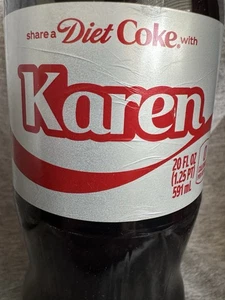 share a Diet Coke® with
Karen
20 FL OZ
(1.25 PT)
591 mL